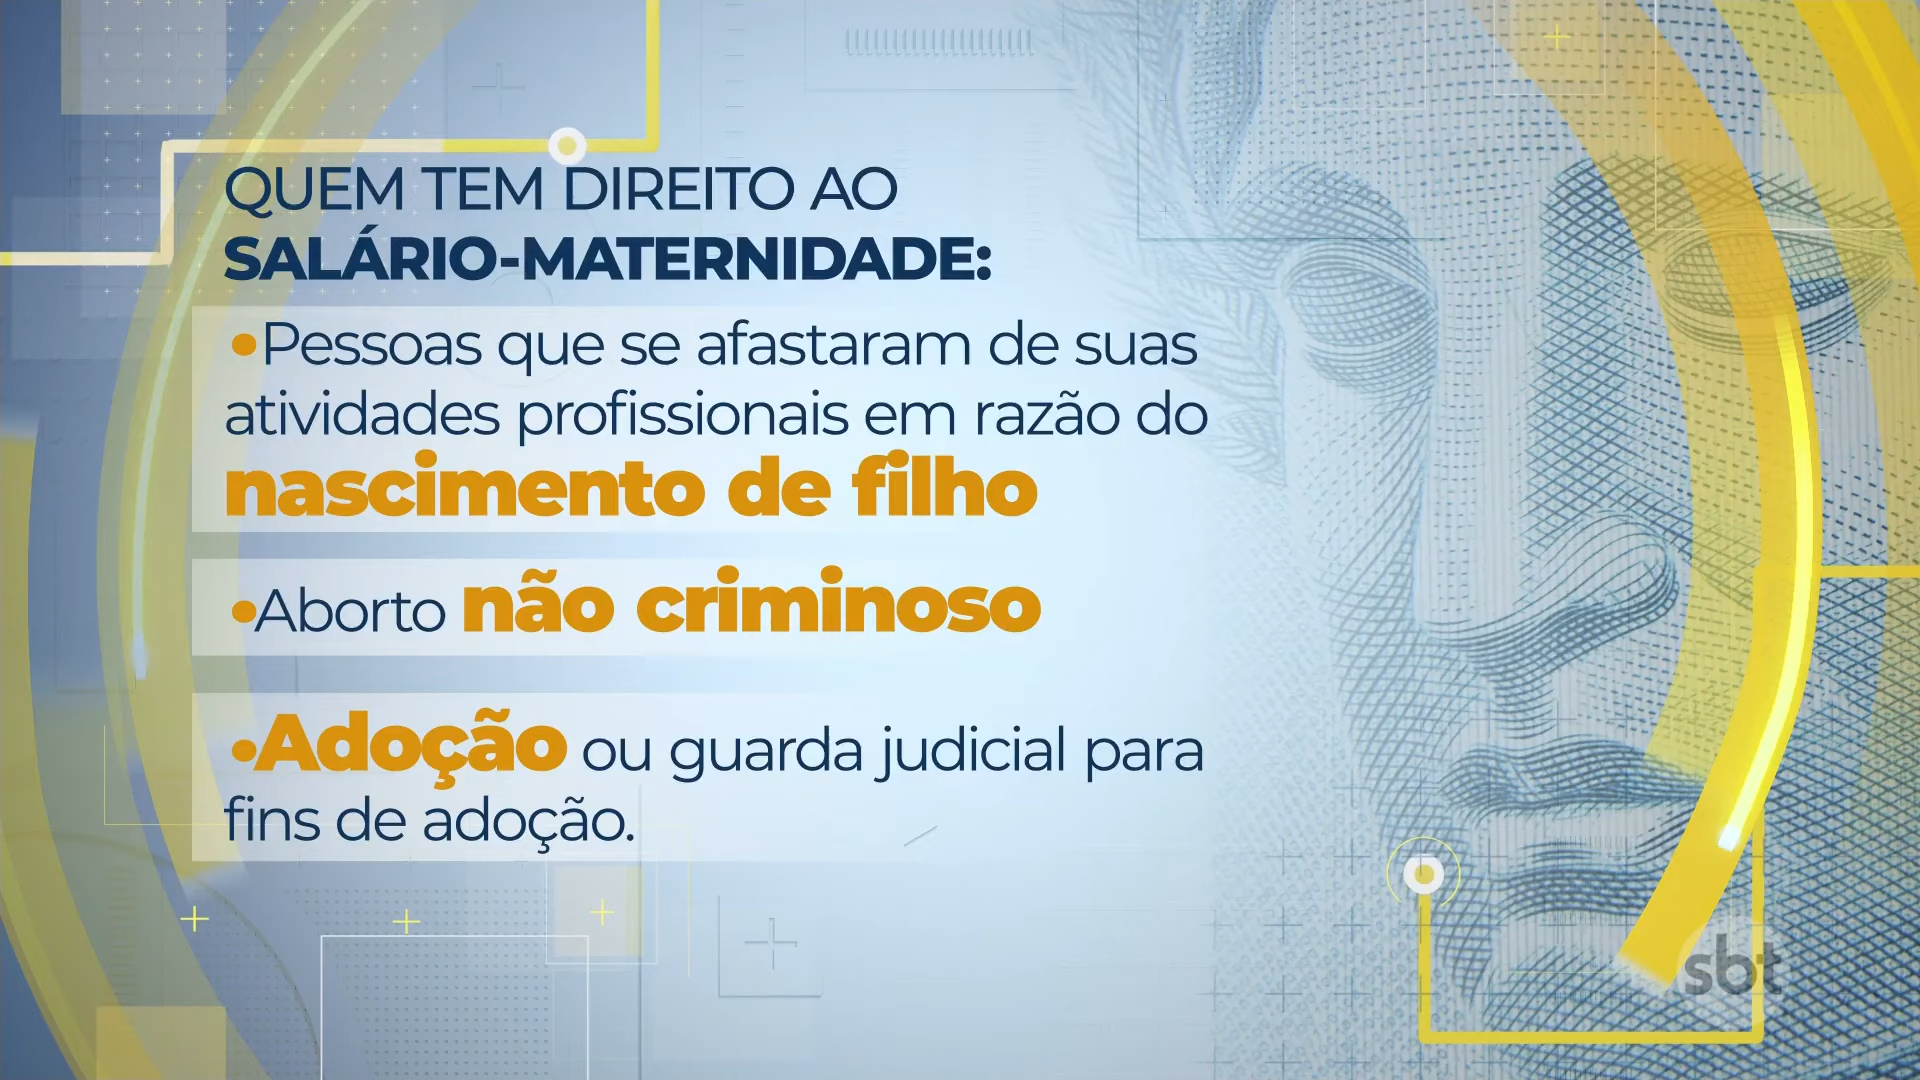 QUEM TEM DIREITO AO
SALÁRIO-MATERNIDADE:
•Pessoas que se afastaram de suas
atividades profissionais em razão do
nascimento de filho
•Aborto não criminoso
•Adoção ou guarda judicial para
fins de adoção.
sbt